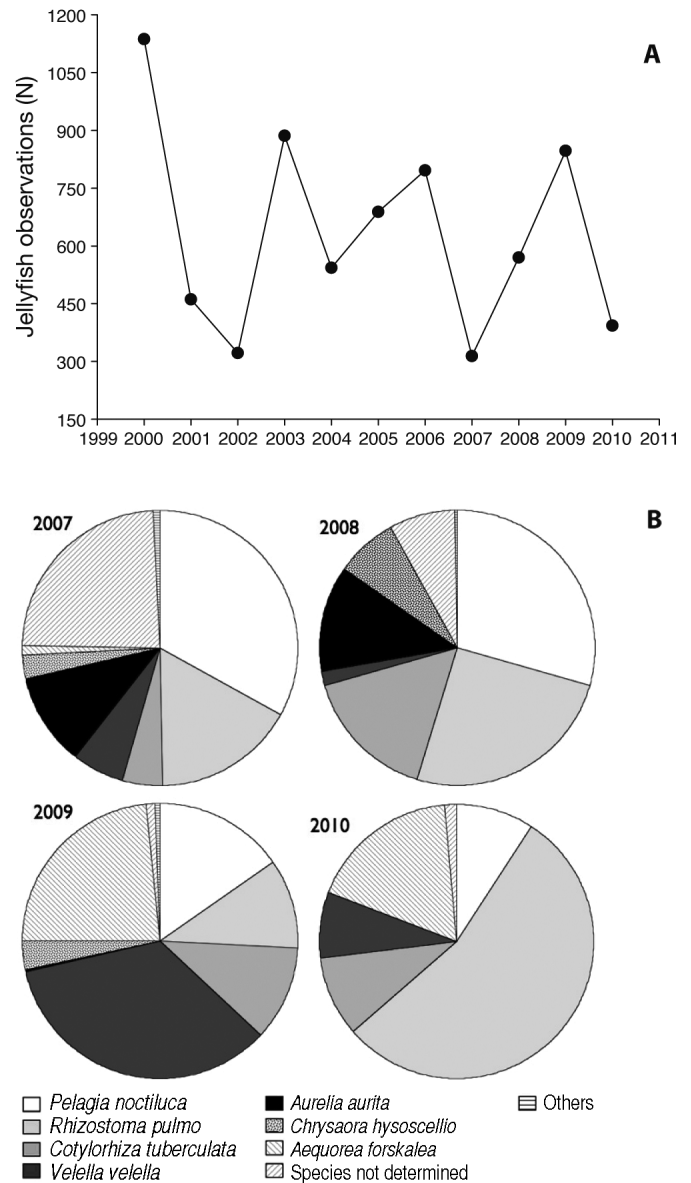 A
Jellyfish observations (N)
1200
1050
900
750
600
450
300
150
1999 2000 2001 2002 2003 2004 2005 2006 2007 2008 2009 2010 2011
B
2007
2008
2009
2010
Pelagia noctiluca
Rhizostoma pulmo
Cotylorhiza tuberculata
Velella velella
Aurelia aurita
Chrysaora hysoscellio
Aequorea forskalea
Species not determined
Others